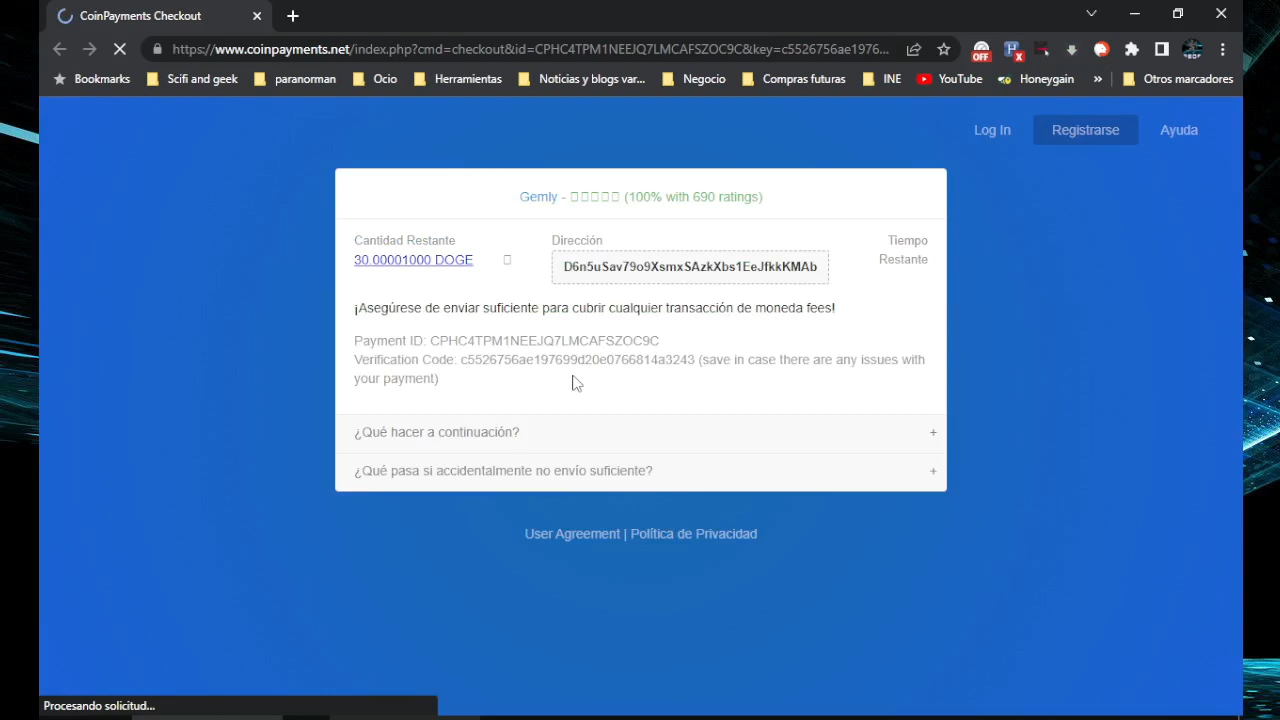 CoinPayments Checkout
https://www.coinpayments.net/index.php?cmd=checkout&id=CPHC4TPM1NEEJQ7LMCAFSZOC9C&key=c5526756ae1976...
OFF
Bookmarks Scifi and geek paranorman Ocio Herramientas Noticias y blogs var... Negocio Compras futuras INE YouTube Honeygain » Otros marcadores
Log In Registrarse Ayuda
Gemly - (100% with 690 ratings)
Cantidad Restante Dirección Tiempo
30.00001000 DOGE D6n5uSav79o9XsmxSAzkXbs1EeJfkkKMAb Restante
¡Asegúrese de enviar suficiente para cubrir cualquier transacción de moneda fees!
Payment ID: CPHC4TPM1NEEJQ7LMCAFSZOC9C
Verification Code: c5526756ae197699d20e0766814a3243 (save in case there are any issues with
your payment)
¿Qué hacer a continuación? +
¿Qué pasa si accidentalmente no envío suficiente? +
User Agreement | Política de Privacidad
Procesando solicitud...